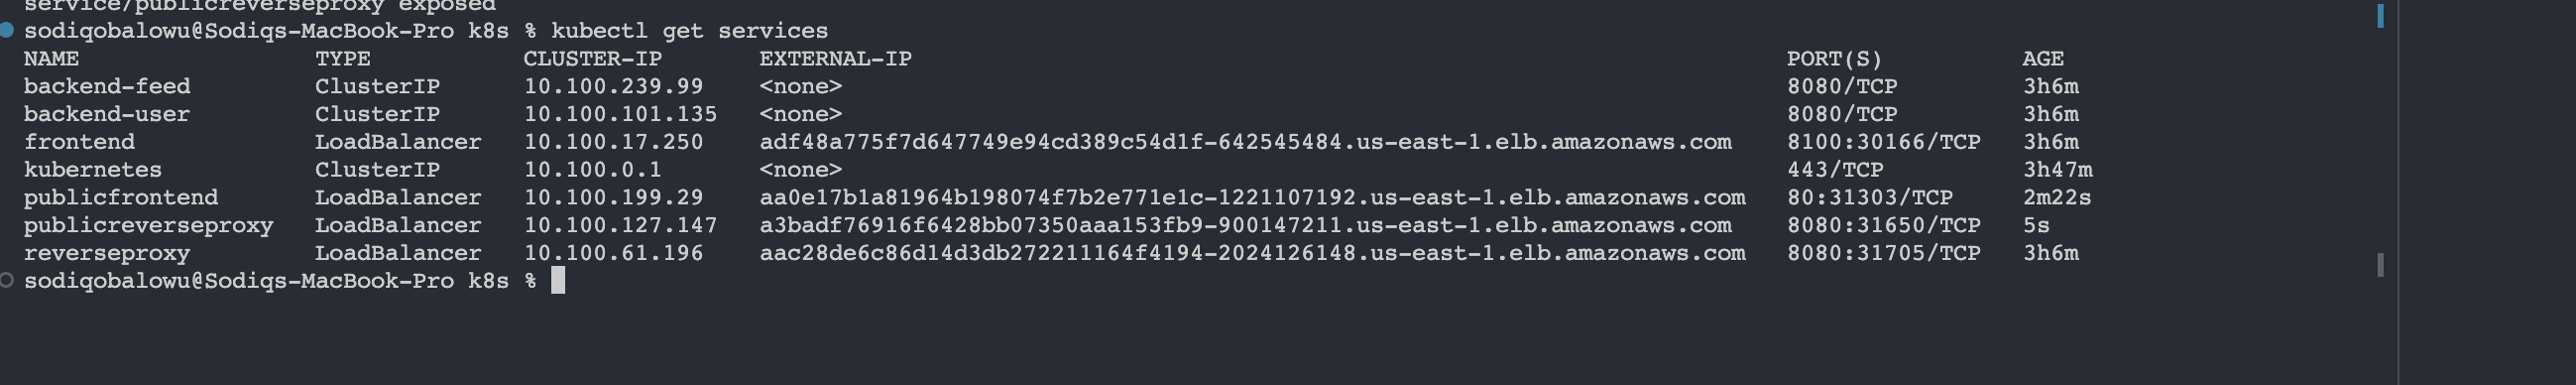 service/publicreverseproxy exposed
sodiqobalowu@Sodiqs-MacBook-Pro k8s % kubectl get services
NAME TYPE CLUSTER-IP EXTERNAL-IP PORT(S) AGE
backend-feed ClusterIP 10.100.239.99 <none> 8080/TCP 3h6m
backend-user ClusterIP 10.100.101.135 <none> 8080/TCP 3h6m
frontend LoadBalancer 10.100.17.250 adf48a775f7d647749e94cd389c54d1f-642545484.us-east-1.elb.amazonaws.com 8100:30166/TCP 3h6m
kubernetes ClusterIP 10.100.0.1 <none> 443/TCP 3h47m
publicfrontend LoadBalancer 10.100.199.29 aa0e17b1a81964b198074f7b2e771e1c-1221107192.us-east-1.elb.amazonaws.com 80:31303/TCP 2m22s
publicreverseproxy LoadBalancer 10.100.127.147 a3badf76916f6428bb07350aaa153fb9-900147211.us-east-1.elb.amazonaws.com 8080:31650/TCP 5s
reverseproxy LoadBalancer 10.100.61.196 aac28de6c86d14d3db272211164f4194-2024126148.us-east-1.elb.amazonaws.com 8080:31705/TCP 3h6m
sodiqobalowu@Sodiqs-MacBook-Pro k8s %